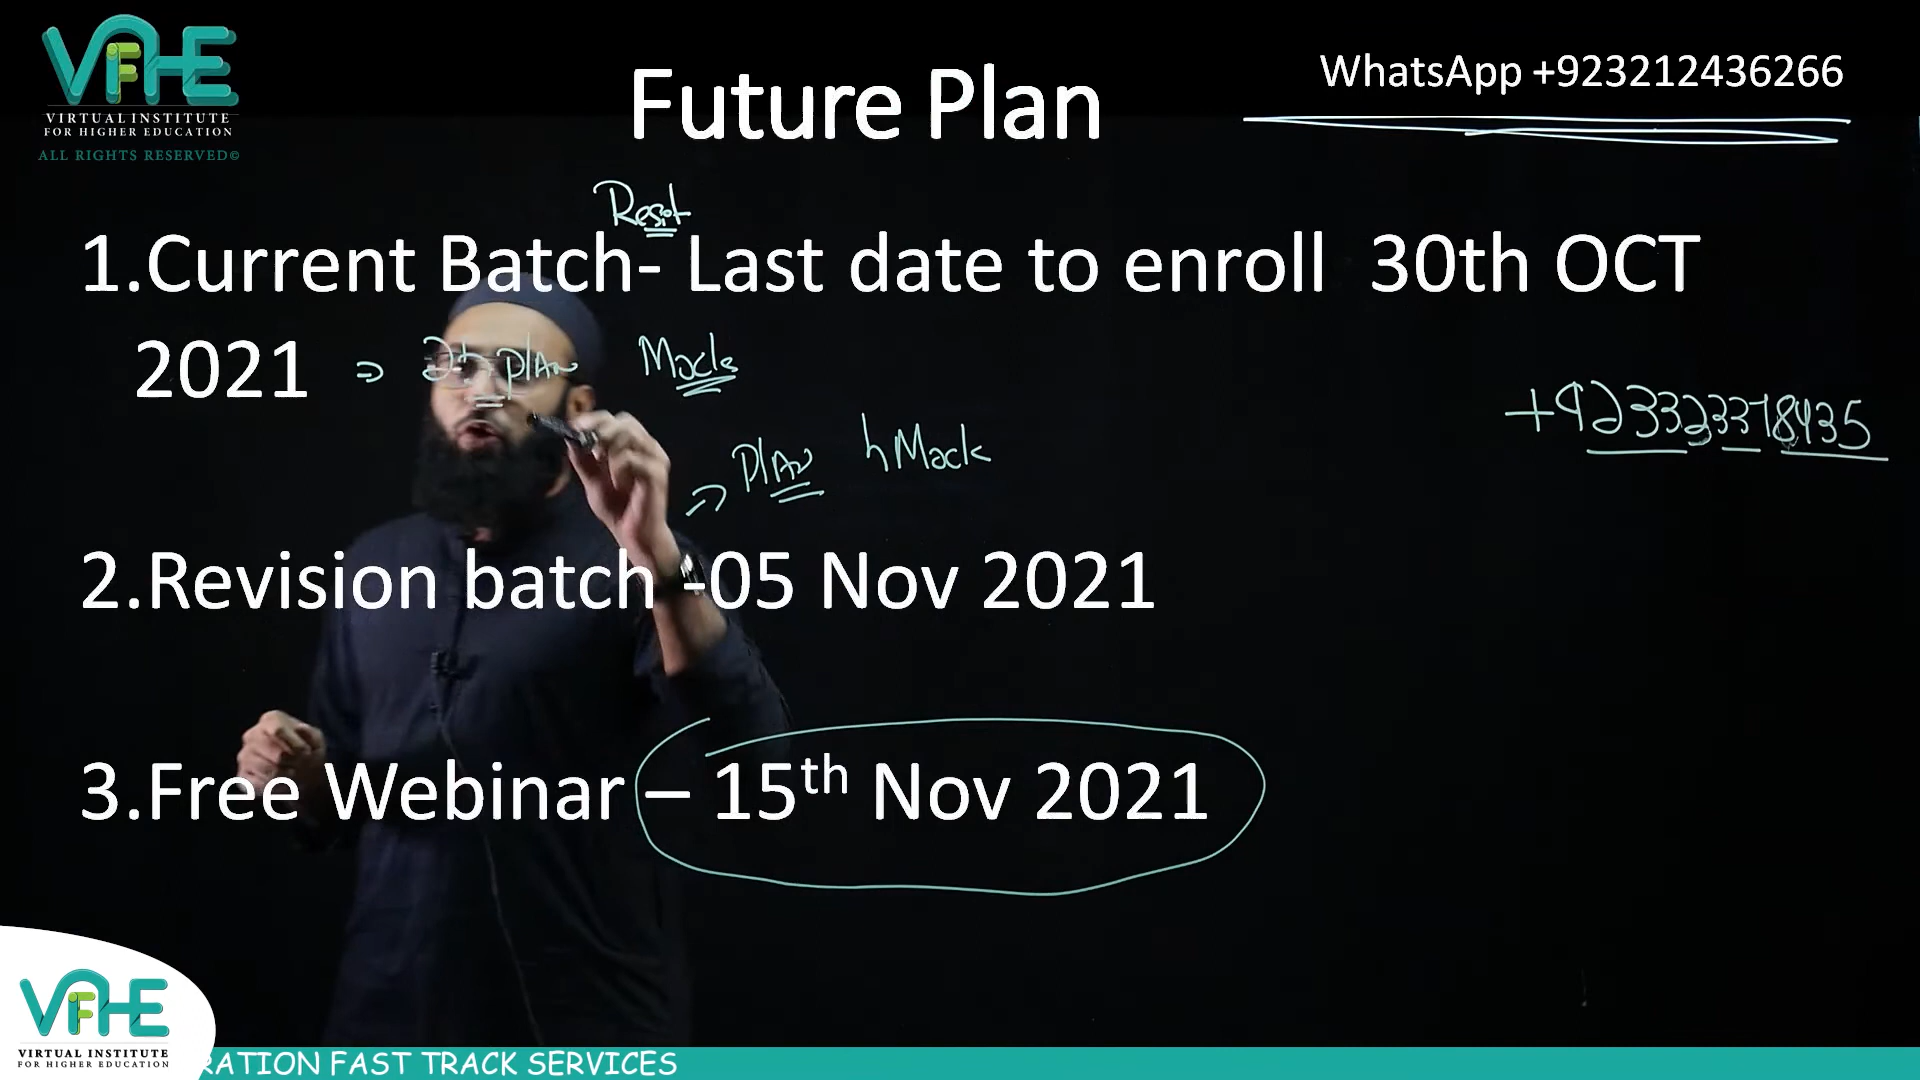 VFHE
VIRTUAL INSTITUTE
FOR HIGHER EDUCATION
ALL RIGHTS RESERVED©
Future Plan
WhatsApp +923212436266
Resit
1.Current Batch- Last date to enroll 30th OCT
2021 ⇒ plan Mock
⇒ Plan Mock
2.Revision batch -05 Nov 2021
3.Free Webinar – 15th Nov 2021
VFHE
VIRTUAL INSTITUTE
FOR HIGHER EDUCATION
RATION FAST TRACK SERVICES